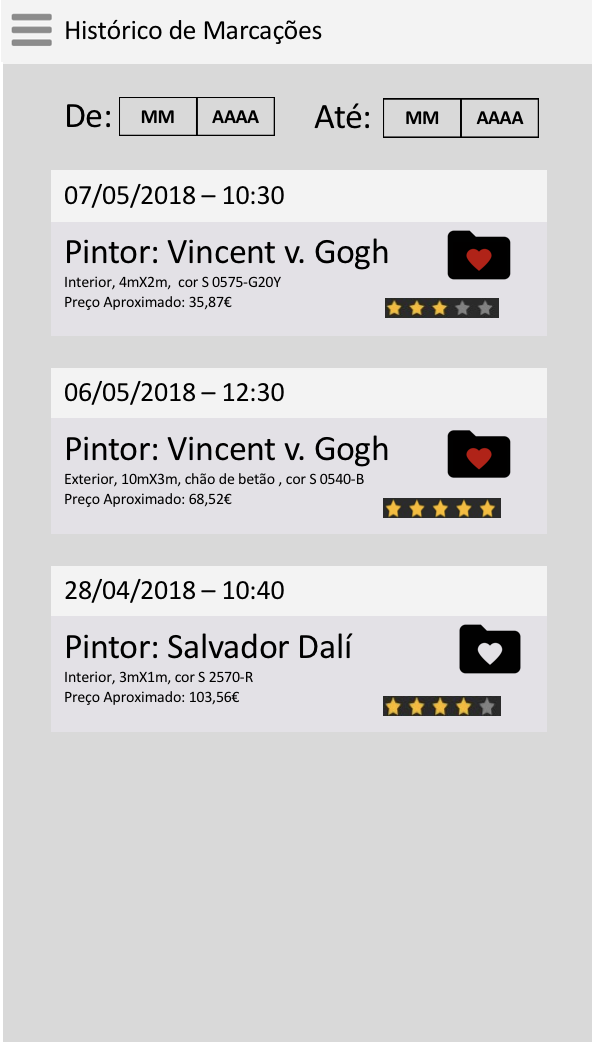 Histórico de Marcações
De: MM AAAA Até: MM AAAA
07/05/2018 – 10:30
Pintor: Vincent v. Gogh
Interior, 4mX2m, cor S 0575-G20Y
Preço Aproximado: 35,87€
06/05/2018 – 12:30
Pintor: Vincent v. Gogh
Exterior, 10mX3m, chão de betão , cor S 0540-B
Preço Aproximado: 68,52€
28/04/2018 – 10:40
Pintor: Salvador Dalí
Interior, 3mX1m, cor S 2570-R
Preço Aproximado: 103,56€